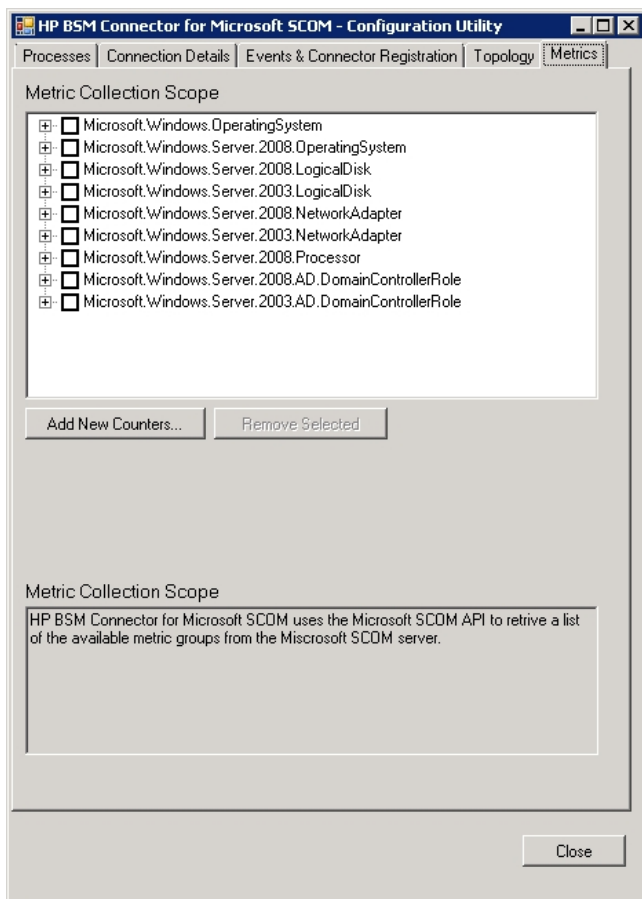 HP BSM Connector for Microsoft SCOM - Configuration Utility
Processes Connection Details Events & Connector Registration Topology Metrics
Metric Collection Scope
Microsoft.Windows.OperatingSystem
Microsoft.Windows.Server.2008.OperatingSystem
Microsoft.Windows.Server.2008.LogicalDisk
Microsoft.Windows.Server.2003.LogicalDisk
Microsoft.Windows.Server.2008.NetworkAdapter
Microsoft.Windows.Server.2003.NetworkAdapter
Microsoft.Windows.Server.2008.Processor
Microsoft.Windows.Server.2008.AD.DomainControllerRole
Microsoft.Windows.Server.2003.AD.DomainControllerRole
Add New Counters... Remove Selected
Metric Collection Scope
HP BSM Connector for Microsoft SCOM uses the Microsoft SCOM API to retrive a list
of the available metric groups from the Miscrosoft SCOM server.
Close